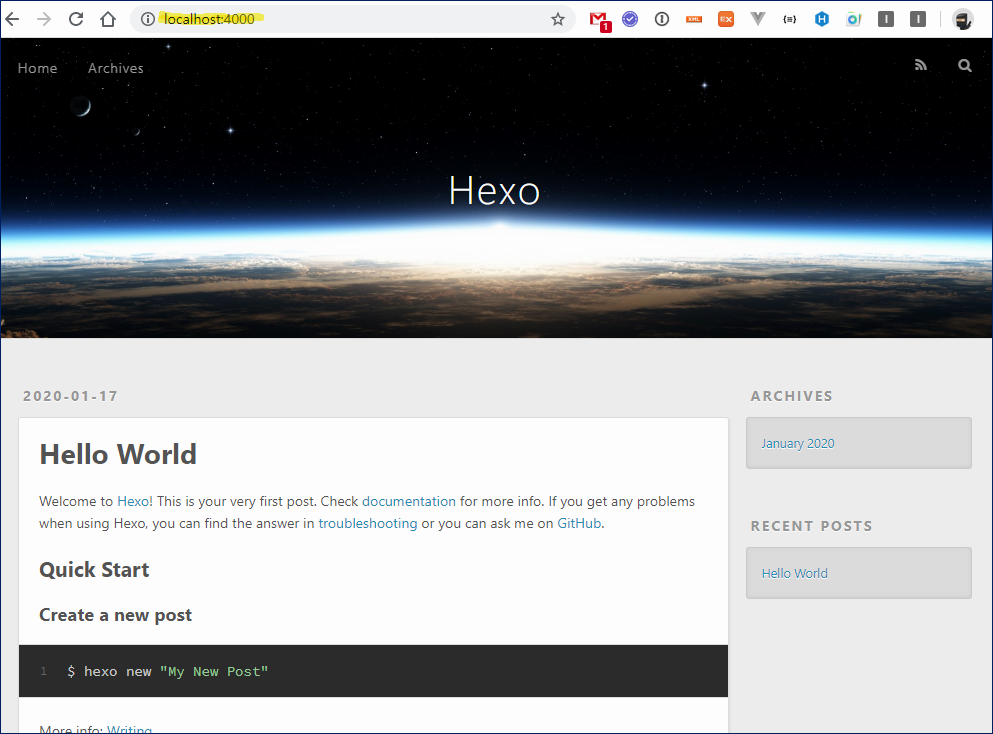 localhost:4000
1
XML
EX
{≡}
H
I
I
Home Archives
Hexo
2020-01-17
Hello World
Welcome to Hexo! This is your very first post. Check documentation for more info. If you get any problems
when using Hexo, you can find the answer in troubleshooting or you can ask me on GitHub.
Quick Start
Create a new post
1 $ hexo new "My New Post"
More info: Writing
ARCHIVES
January 2020
RECENT POSTS
Hello World